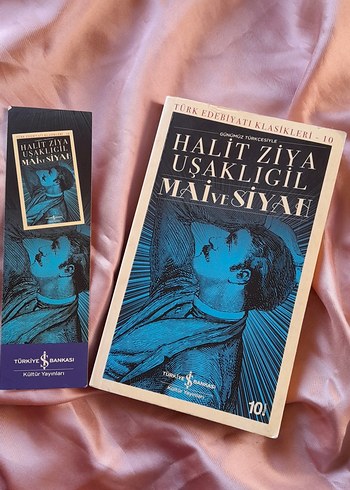 TÜRK EDEBİYATI KLASİKLERİ - 10
HALİT ZİYA
UŞAKLIGİL
MAİ VE SİYAH
TÜRKİYE İŞ BANKASI
Kültür Yayınları
GÜNÜMÜZ TÜRKÇESİYLE
HALİT ZİYA
UŞAKLIGİL
MAİ VE SİYAH
TÜRKİYE İŞ BANKASI
Kültür Yayınları
10.